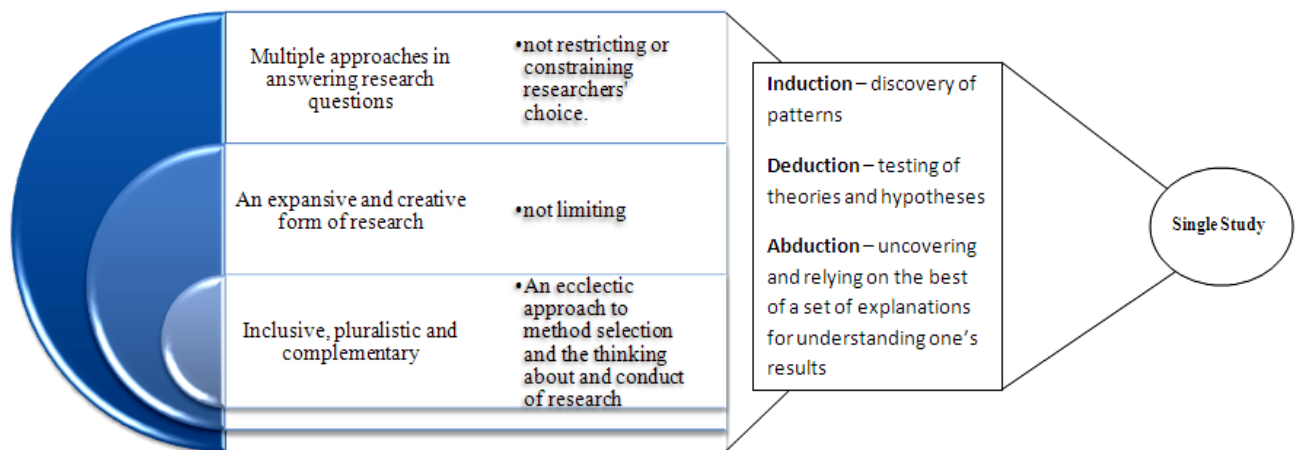 Multiple approaches in
answering research
questions
•not restricting or
constraining
researchers'
choice.
An expansive and creative
form of research
•not limiting
Inclusive, pluralistic and
complementary
•An ecclectic
approach to
method selection
and the thinking
about and conduct
of research
Induction – discovery of
patterns
Deduction – testing of
theories and hypotheses
Abduction – uncovering
and relying on the best
of a set of explanations
for understanding one's
results
Single Study